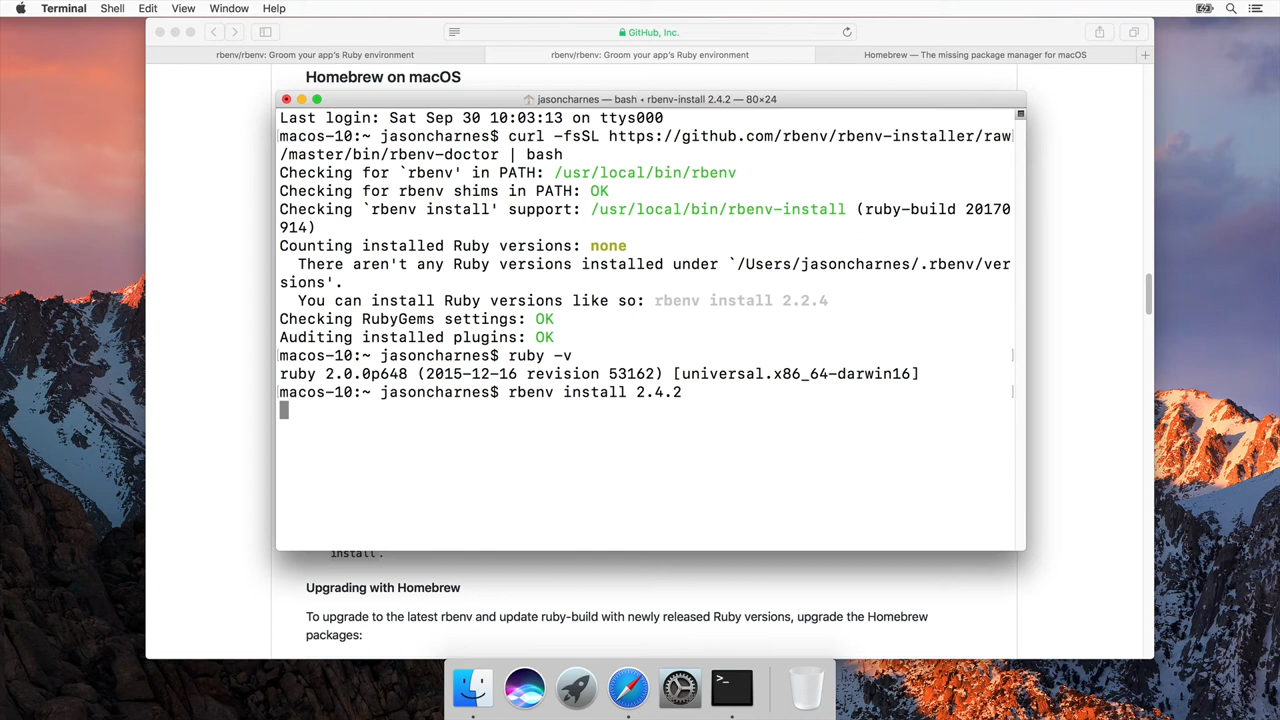 Terminal Shell Edit View Window Help
GitHub, Inc.
rbenv/rbenv: Groom your app's Ruby environment
rbenv/rbenv: Groom your app's Ruby environment
Homebrew — The missing package manager for macOS
Homebrew on macOS
jasoncharnes — bash • rbenv-install 2.4.2 — 80×24
Last login: Sat Sep 30 10:03:13 on ttys000
macos-10:~ jasoncharnes$ curl -fsSL https://github.com/rbenv/rbenv-installer/raw
/master/bin/rbenv-doctor | bash
Checking for `rbenv' in PATH: /usr/local/bin/rbenv
Checking for rbenv shims in PATH: OK
Checking `rbenv install' support: /usr/local/bin/rbenv-install (ruby-build 20170
914)
Counting installed Ruby versions: none
There aren't any Ruby versions installed under `/Users/jasoncharnes/.rbenv/ver
sions'.
You can install Ruby versions like so: rbenv install 2.2.4
Checking RubyGems settings: OK
Auditing installed plugins: OK
macos-10:~ jasoncharnes$ ruby -v
ruby 2.0.0p648 (2015-12-16 revision 53162) [universal.x86_64-darwin16]
macos-10:~ jasoncharnes$ rbenv install 2.4.2
install'.
Upgrading with Homebrew
To upgrade to the latest rbenv and update ruby-build with newly released Ruby versions, upgrade the Homebrew
packages: